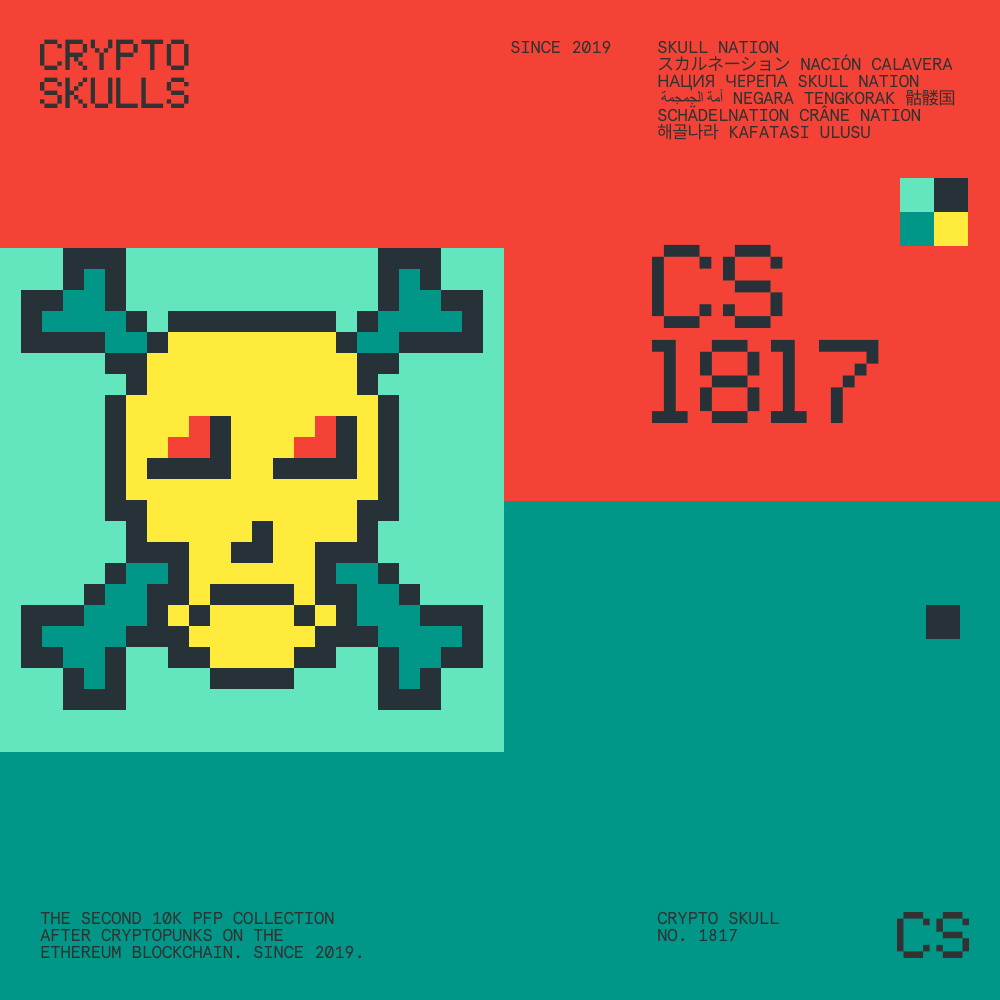 CRYPTO
SKULLS
SINCE 2019
SKULL NATION
スカルネーション NACIÓN CALAVERA
НАЦИЯ ЧЕРЕПА SKULL NATION
أمة الجمجمة NEGARA TENGKORAK 骷髅国
SCHÄDELNATION CRÂNE NATION
해골나라 KAFATASI ULUSU
CS
1817
THE SECOND 10K PFP COLLECTION
AFTER CRYPTOPUNKS ON THE
ETHEREUM BLOCKCHAIN. SINCE 2019.
CRYPTO SKULL
NO. 1817
CS